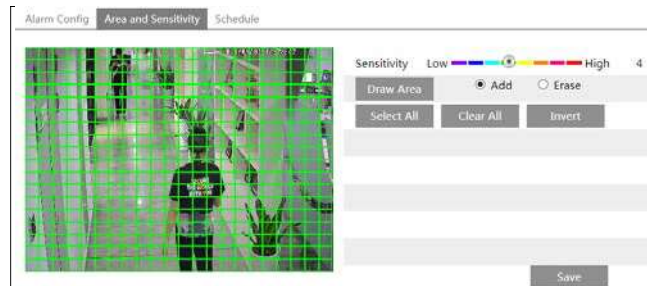 Alarm Config Area and Sensitivity Schedule
Sensitivity Low High 4
Draw Area Add Erase
Select All Clear All Invert
Save